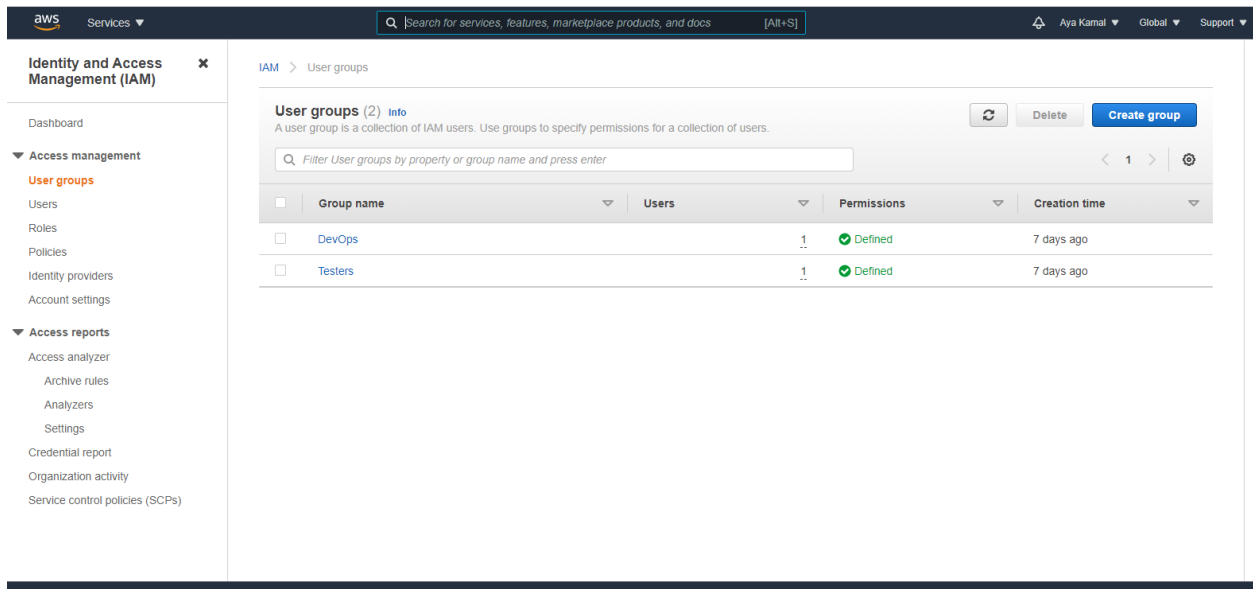 aws Services Search for services, features, marketplace products, and docs [Alt+S] Aya Kamal Global Support
Identity and Access
Management (IAM)
Dashboard
Access management
User groups
Users
Roles
Policies
Identity providers
Account settings
Access reports
Access analyzer
Archive rules
Analyzers
Settings
Credential report
Organization activity
Service control policies (SCPs)
IAM > User groups
User groups (2) Info
A user group is a collection of IAM users. Use groups to specify permissions for a collection of users.
Delete Create group
Filter User groups by property or group name and press enter
< 1 >
Group name Users Permissions Creation time
DevOps 1 Defined 7 days ago
Testers 1 Defined 7 days ago